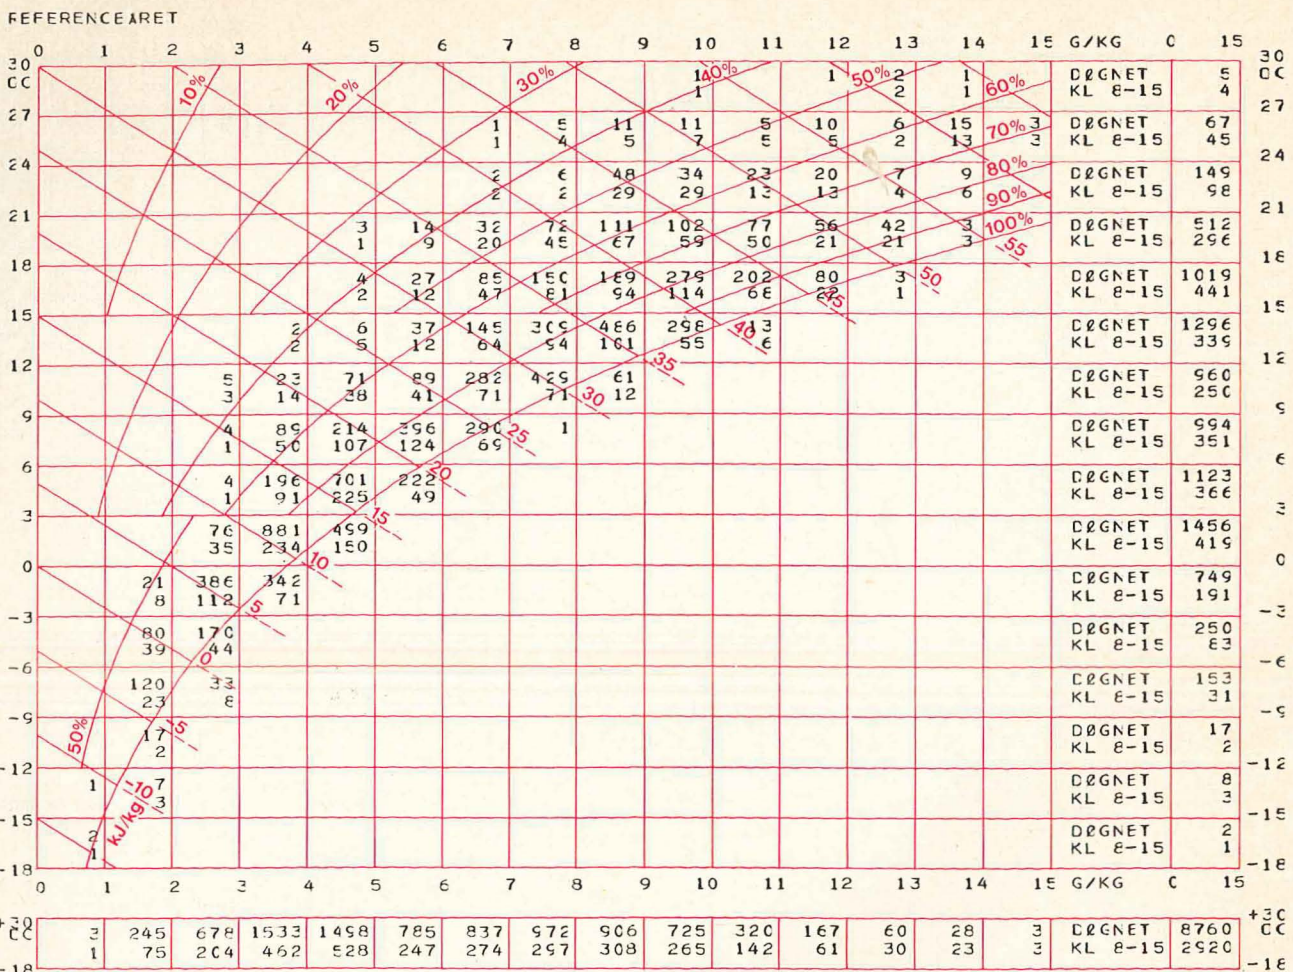 REFERENCEARET
0 1 2 3 4 5 6 7 8 9 10 11 12 13 14 15 G/KG 0 15
30 1 1 2 1 DØGNET 5 30
CC 1 2 1 KL 8-15 4 CC
10% 20% 30% 40% 50% 60%
27 27
1 5 11 11 5 10 6 15 3 DØGNET 67
1 4 5 7 5 5 2 13 3 KL 8-15 45
70%
24 24
2 6 48 34 23 20 7 9 DØGNET 149
2 2 29 29 13 13 4 6 KL 8-15 98
80% 90%
21 21
3 14 32 72 111 102 77 56 42 3 DØGNET 512
1 9 20 45 67 59 50 21 21 3 KL 8-15 296
100% 55
18 18
4 27 85 150 189 279 202 80 3 DØGNET 1019
2 12 47 81 94 114 68 22 1 KL 8-15 441
50 45
15 15
2 6 37 145 309 486 298 13 DØGNET 1296
2 5 12 64 94 101 55 6 KL 8-15 339
40 35
12 12
5 23 71 89 282 429 61 DØGNET 960
3 14 38 41 71 71 12 KL 8-15 250
30
9 9
4 89 214 396 290 1 DØGNET 994
1 50 107 124 69 KL 8-15 351
25
6 6
20
4 196 701 222 DØGNET 1123
1 91 225 49 KL 8-15 366
3 3
15
76 881 499 DØGNET 1456
35 234 150 KL 8-15 419
10
0 0
21 386 342 DØGNET 749
8 112 71 KL 8-15 191
5
-3 -3
80 170 DØGNET 250
39 44 KL 8-15 83
0
-6 -6
120 33 DØGNET 153
23 8 KL 8-15 31
-9 -9
50% -5
17 DØGNET 17
2 KL 8-15 2
-12 -12
1 7 DØGNET 8
3 KL 8-15 3
-10
kJ/kg
-15 -15
2 DØGNET 2
1 KL 8-15 1
-18 -18
0 1 2 3 4 5 6 7 8 9 10 11 12 13 14 15 G/KG 0 15
+30 +30
CC 3 245 678 1533 1498 785 837 972 906 725 320 167 60 28 3 DØGNET 8760 CC
1 75 204 462 528 247 274 297 308 265 142 61 30 23 3 KL 8-15 2920
-18 -18